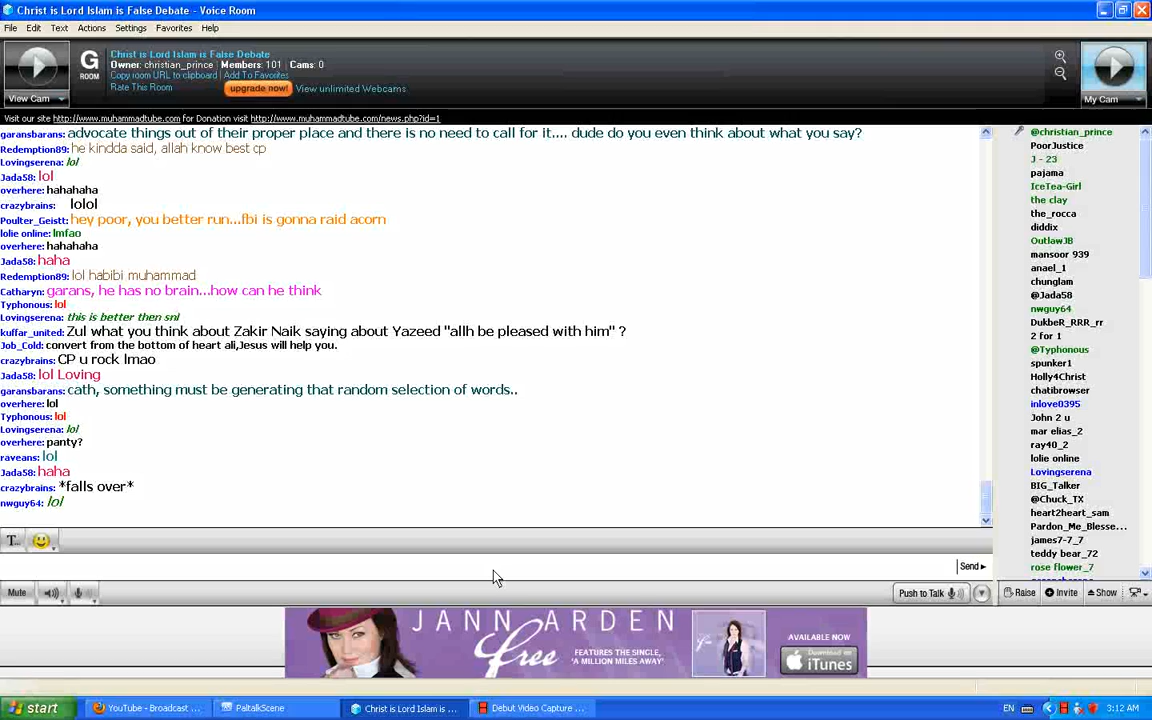 Christ is Lord Islam is False Debate - Voice Room
File Edit Text Actions Settings Favorites Help
View Cam
G
ROOM
Christ is Lord Islam is False Debate
Owner: christian_prince Members: 101 Cams: 0
Copy room URL to clipboard | Add To Favorites
Rate This Room upgrade now! View unlimited Webcams
My Cam
Visit our site http://www.muhammadtube.com for Donation visit http://www.muhammadtube.com/news.php?id=1
garansbarans: advocate things out of their proper place and there is no need to call for it.... dude do you even think about what you say?
Redemption89: he kindda said, allah know best cp
Lovingserena: lol
Jada58: lol
overhere: hahahaha
crazybrains: lolol
Poulter_Geistt: hey poor, you better run...fbi is gonna raid acorn
lolie online: lmfao
overhere: hahahaha
Jada58: haha
Redemption89: lol habibi muhammad
Catharyn: garans, he has no brain...how can he think
Typhonous: lol
Lovingserena: this is better then snl
kuffar_united: Zul what you think about Zakir Naik saying about Yazeed "allh be pleased with him" ?
Job_Cold: convert from the bottom of heart ali,Jesus will help you.
crazybrains: CP u rock lmao
Jada58: lol Loving
garansbarans: cath, something must be generating that random selection of words..
overhere: lol
Typhonous: lol
Lovingserena: lol
overhere: panty?
raveans: lol
Jada58: haha
crazybrains: *falls over*
nwguy64: lol
@christian_prince
PoorJustice
J - 23
pajama
IceTea-Girl
the clay
the_rocca
diddix
OutlawJB
mansoor 939
anael_1
chunglam
@Jada58
nwguy64
DukbeR_RRR_rr
2 for 1
@Typhonous
spunker1
Holly4Christ
chatibrowser
inlove0395
John 2 u
mar elias_2
ray40_2
lolie online
Lovingserena
BIG_Talker
@Chuck_TX
heart2heart_sam
Pardon_Me_Blesse...
james7-7_7
teddy bear_72
rose flower_7
T...
Send
Mute
Push to Talk
Raise Invite Show
JANN ARDEN
free
FEATURES THE SINGLE,
'A MILLION MILES AWAY'
AVAILABLE NOW
Download on
iTunes
start YouTube - Broadcast ... PaltalkScene Christ is Lord Islam is ... Debut Video Capture ... EN 3:12 AM